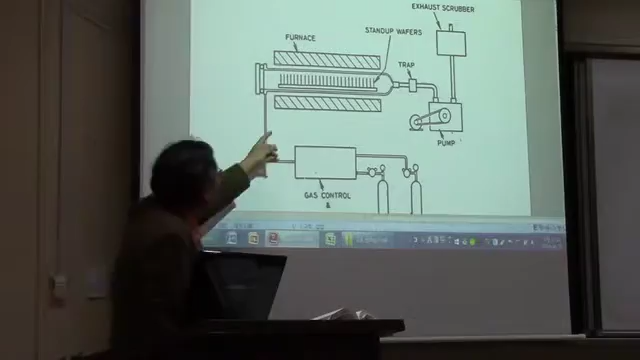 EXHAUST SCRUBBER
FURNACE
STANDUP WAFERS
TRAP
PUMP
GAS CONTROL
&